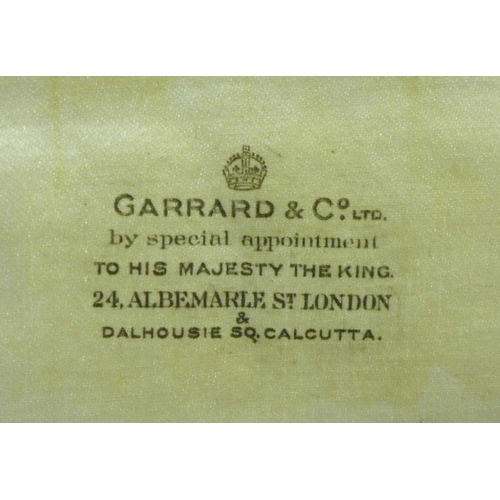 GARRARD & Cº LTD.
by special appointment
TO HIS MAJESTY THE KING.
24, ALBEMARLE ST LONDON
&
DALHOUSIE SQ. CALCUTTA.